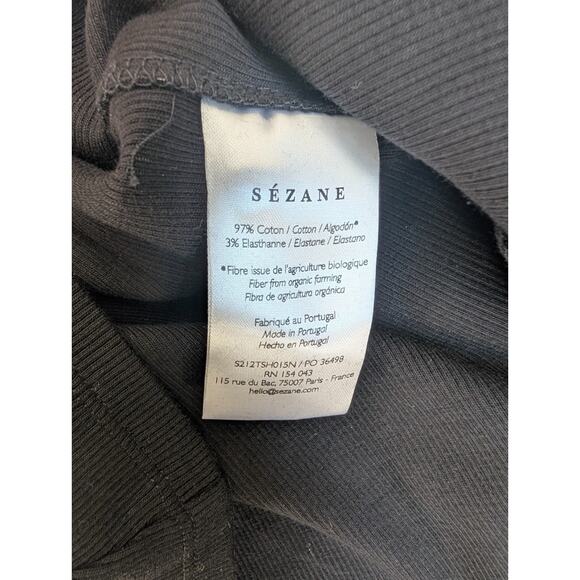 SÉZANE
97% Coton / Cotton / Algodón*
3% Elasthanne / Elastane / Elastano
*Fibre issue de l'agriculture biologique
Fiber from organic farming
Fibra de agricultura orgánica
Fabriqué au Portugal
Made in Portugal
Hecho en Portugal
S212TSH015N / PO 36498
RN 154 043
115 rue du Bac, 75007 Paris - France
hello@sezane.com